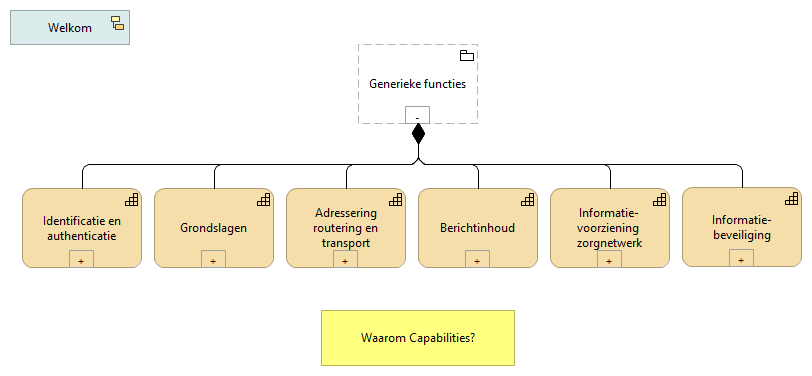 Welkom
Generieke functies
-
Identificatie en
authenticatie
+
Grondslagen
+
Adressering
routering en
transport
+
Berichtinhoud
+
Informatie-
voorziening
zorgnetwerk
+
Informatie-
beveiliging
+
Waarom Capabilities?